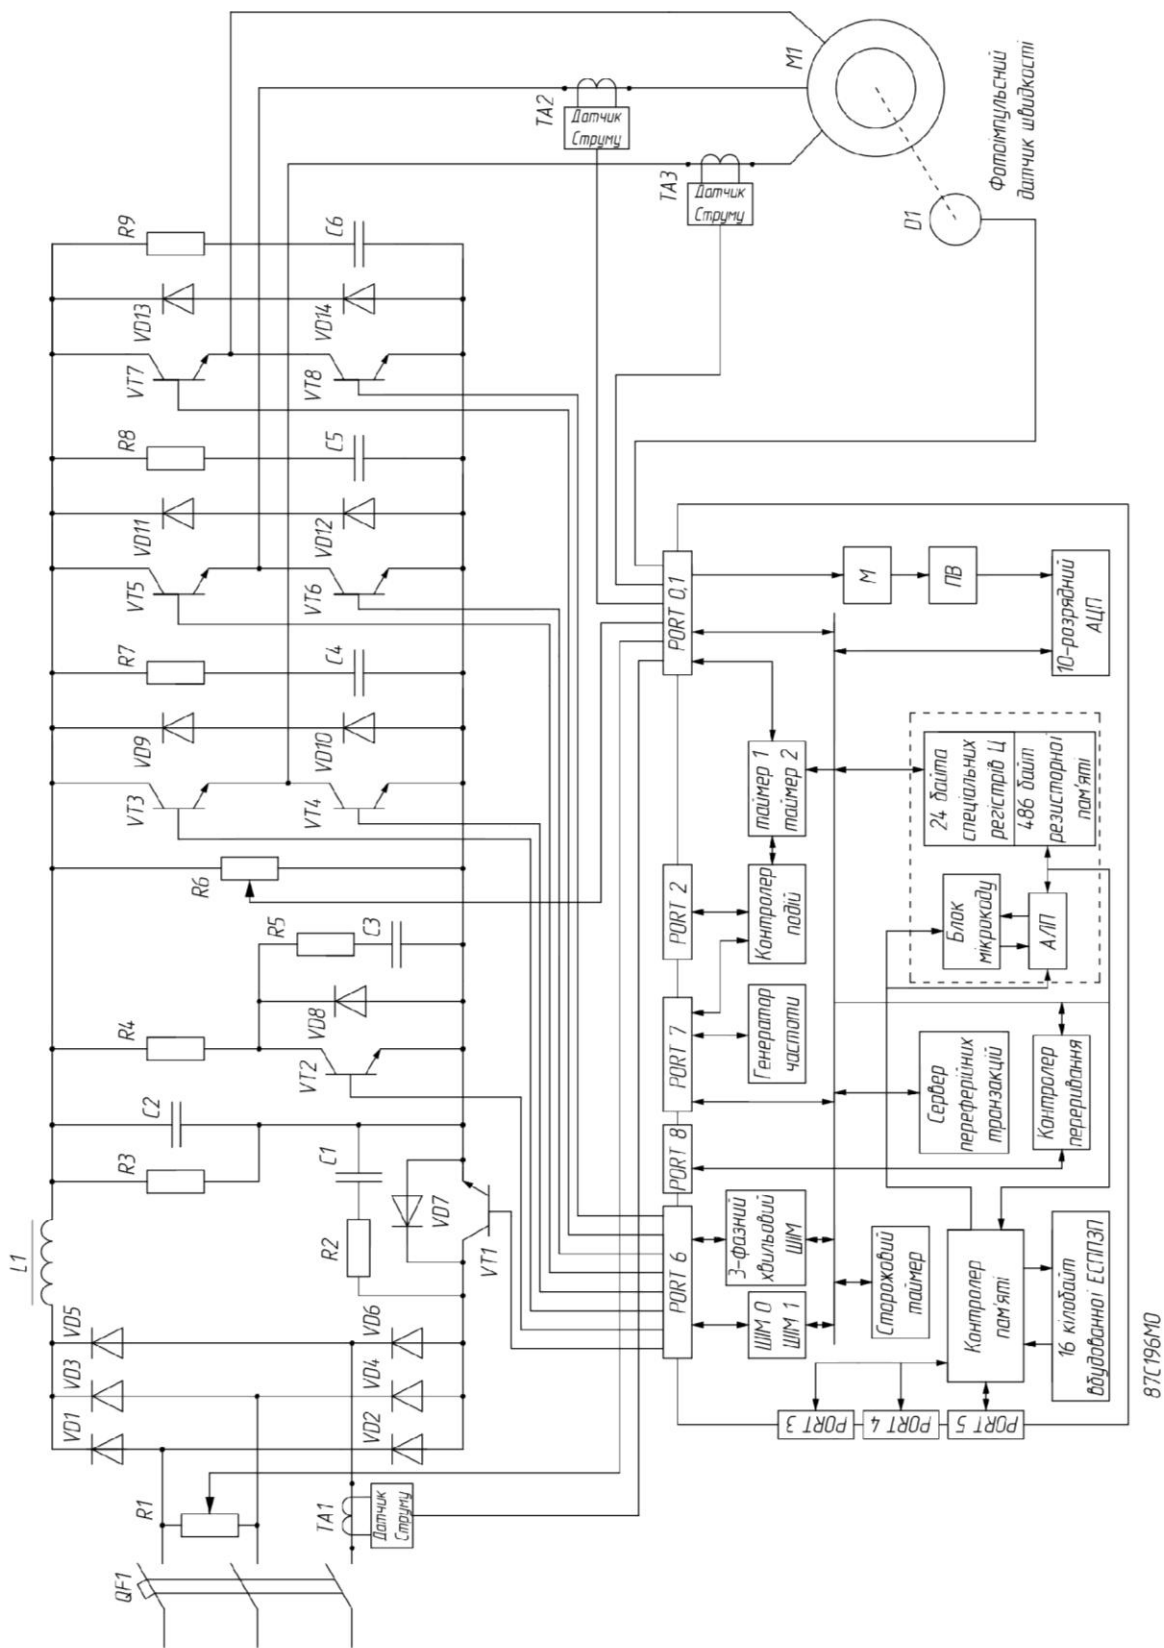 QF1
R1
TA1
Датчик
Струму
VD1
VD3
VD5
VD2
VD4
VD6
L1
R3
C2
R2
C1
VD7
VT1
R4
VT2
VD8
R5
C3
R6
VT3
VD9
R7
VT4
VD10
C4
VT5
VD11
R8
VT6
VD12
C5
VT7
VD13
R9
VT8
VD14
C6
TA2
Датчик
Струму
TA3
Датчик
Струму
M1
D1
Фотоімпульсний
датчик швидкості
PORT 6
PORT 8
PORT 7
PORT 2
PORT 0,1
PORT 3
PORT 4
PORT 5
ШІМ 0
ШІМ 1
3-фазний
хвильовий
ШІМ
Генератор
частоти
Контролер
подій
таймер 1
таймер 2
М
ПВ
10-розрядний
АЦП
Сторожовий
таймер
Сервер
переферійних
транзакцій
Контролер
переривання
Контролер
пам'яті
16 кілобайт
вбудованної ЕСППЗП
Блок
мікрокоду
А/ЛП
24 байта
спеціальних
регістрів Ц
486 байт
резисторної
пам'яті
87C196MD